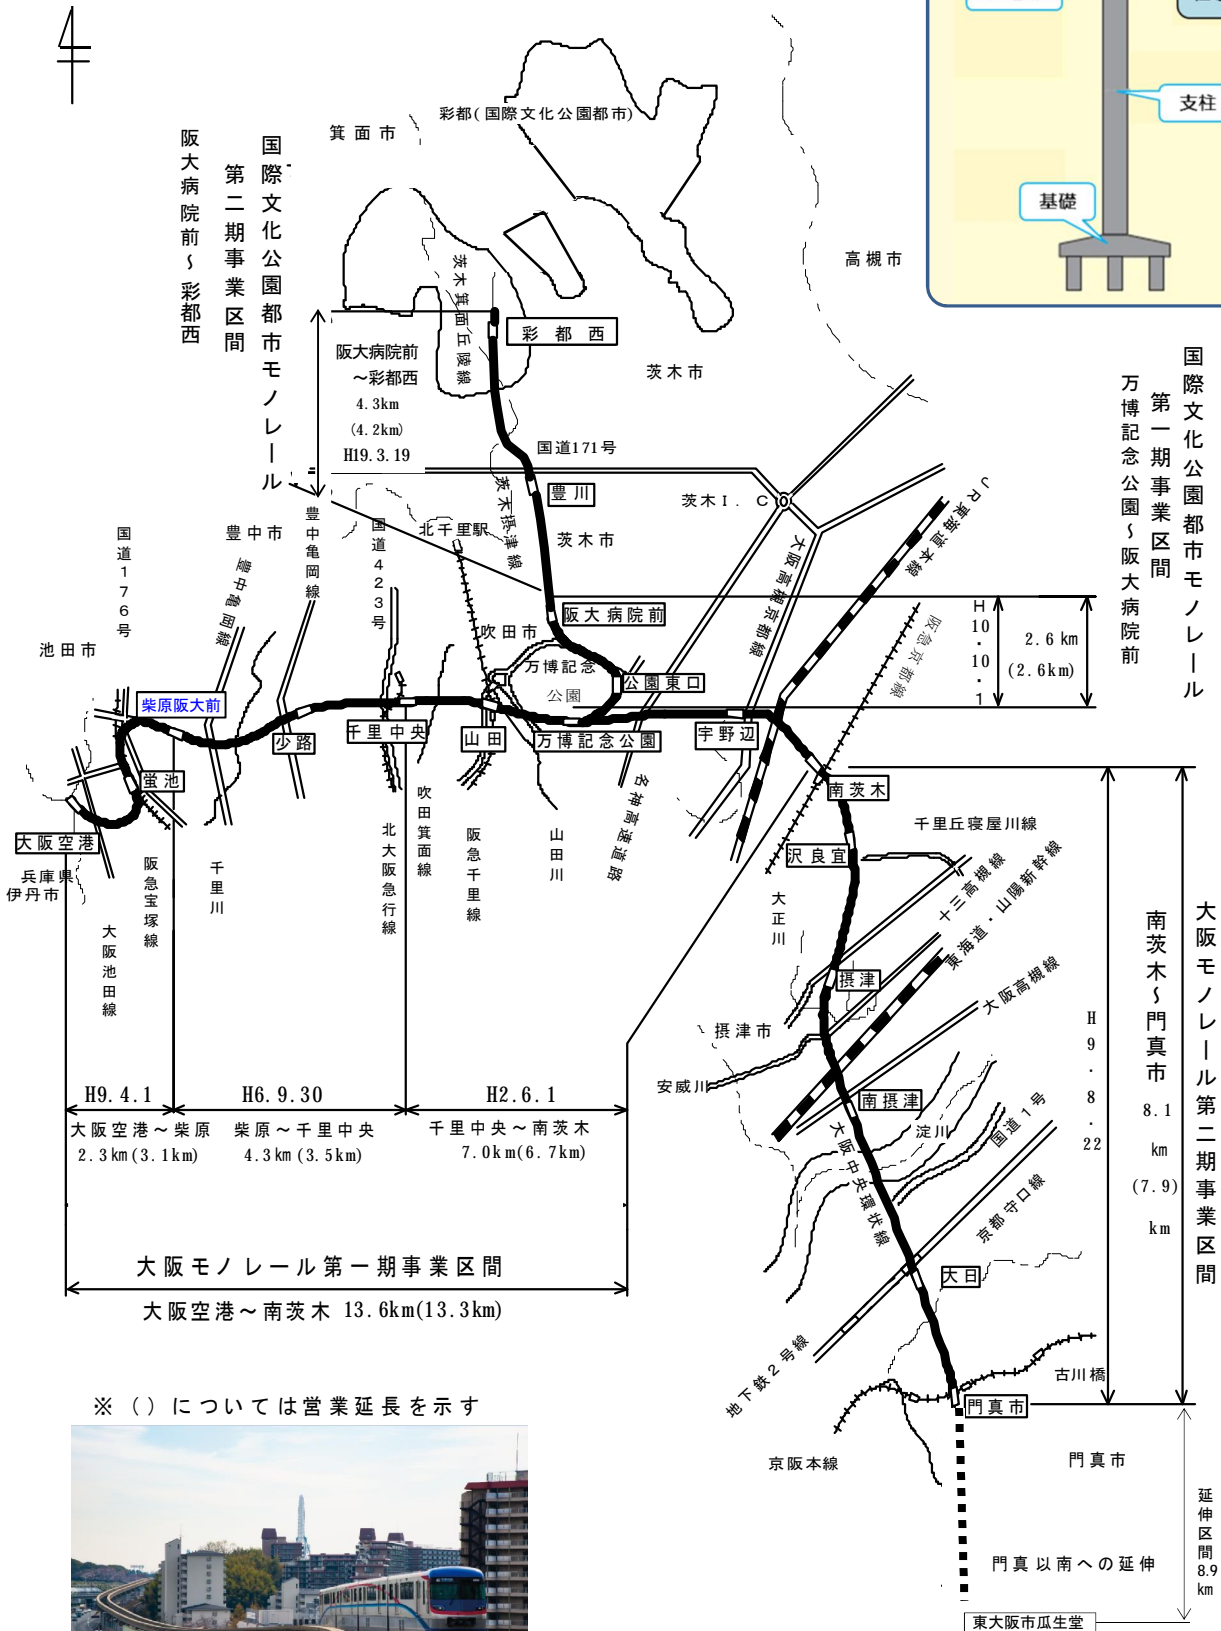 支柱
基礎
彩都(国際文化公園都市)
箕面市
国際文化公園都市モノレール
第二期事業区間
阪大病院前～彩都西
高槻市
茨木箕面丘陵線
彩都西
阪大病院前
～彩都西
4.3km
(4.2km)
H19.3.19
茨木市
国際文化公園都市モノレール
第一期事業区間
万博記念公園～阪大病院前
国道171号
豊川
茨木I.C
茨木摂津線
北千里駅
茨木市
JR東海道本線
大阪高槻京都線
国道176号
豊中市
豊中亀岡線
豊中亀岡線
国道423号
阪大病院前
吹田市
阪急京都線
H10.10.1
2.6km
(2.6km)
池田市
万博記念
公園
公園東口
柴原阪大前
少路
千里中央
山田
万博記念公園
宇野辺
蛍池
南茨木
大阪空港
兵庫県
伊丹市
大阪池田線
阪急宝塚線
千里川
北大阪急行線
吹田箕面線
阪急千里線
山田川
名神高速道路
千里丘寝屋川線
沢良宜
大正川
十三高槻線
東海道・山陽新幹線
摂津
大阪高槻線
摂津市
安威川
南摂津
淀川
国道1号
大阪中央環状線
京都守口線
大日
地下鉄2号線
古川橋
門真市
京阪本線
門真市
大阪モノレール第二期事業区間
南茨木～門真市
8.1
km
(7.9)
km
H9.8.22
H9.4.1
H6.9.30
H2.6.1
大阪空港～柴原
柴原～千里中央
千里中央～南茨木
2.3km(3.1km)
4.3km(3.5km)
7.0km(6.7km)
大阪モノレール第一期事業区間
大阪空港～南茨木 13.6km(13.3km)
※（）については営業延長を示す
門真以南への延伸
延伸区間8.9km
東大阪市瓜生堂